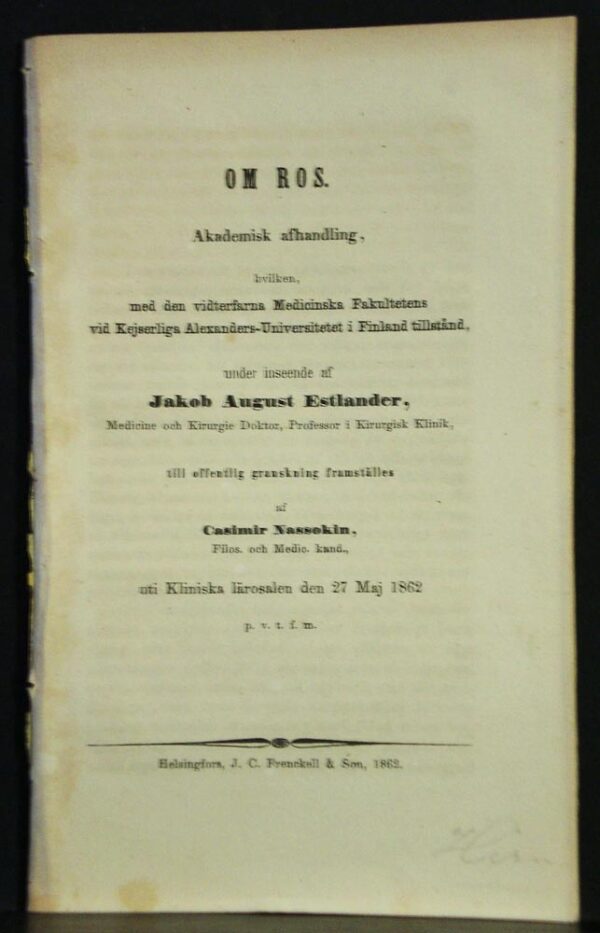 OM ROS.
Akademisk afhandling,
hvilken,
med den vidterfarna Medicinska Fakultetens
vid Kejserliga Alexanders-Universitetet i Finland tillstånd,
under inseende af
Jakob August Estlander,
Medicine och Kirurgie Doktor, Professor i Kirurgisk Klinik,
till offentlig granskning framställes
af
Casimir Nassokin,
Filos. och Medic. kand.,
uti Kliniska lärosalen den 27 Maj 1862
p. v. t. f. m.
Helsingfors, J. C. Frenckell & Son, 1862.